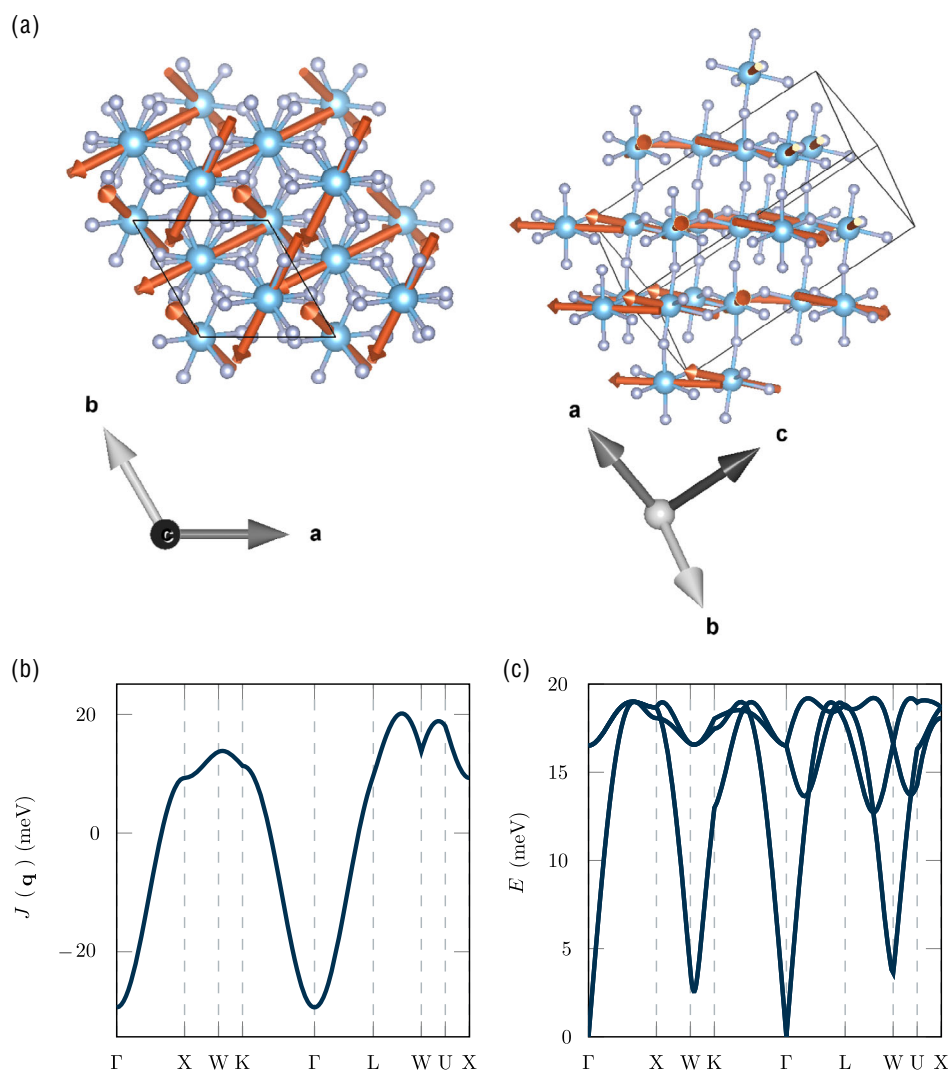 (a)
b
c
a
a
c
b
(b)
20
0
−20
J (q) (meV)
Γ X W K Γ L W U X
(c)
20
15
10
5
0
E (meV)
Γ X W K Γ L W U X